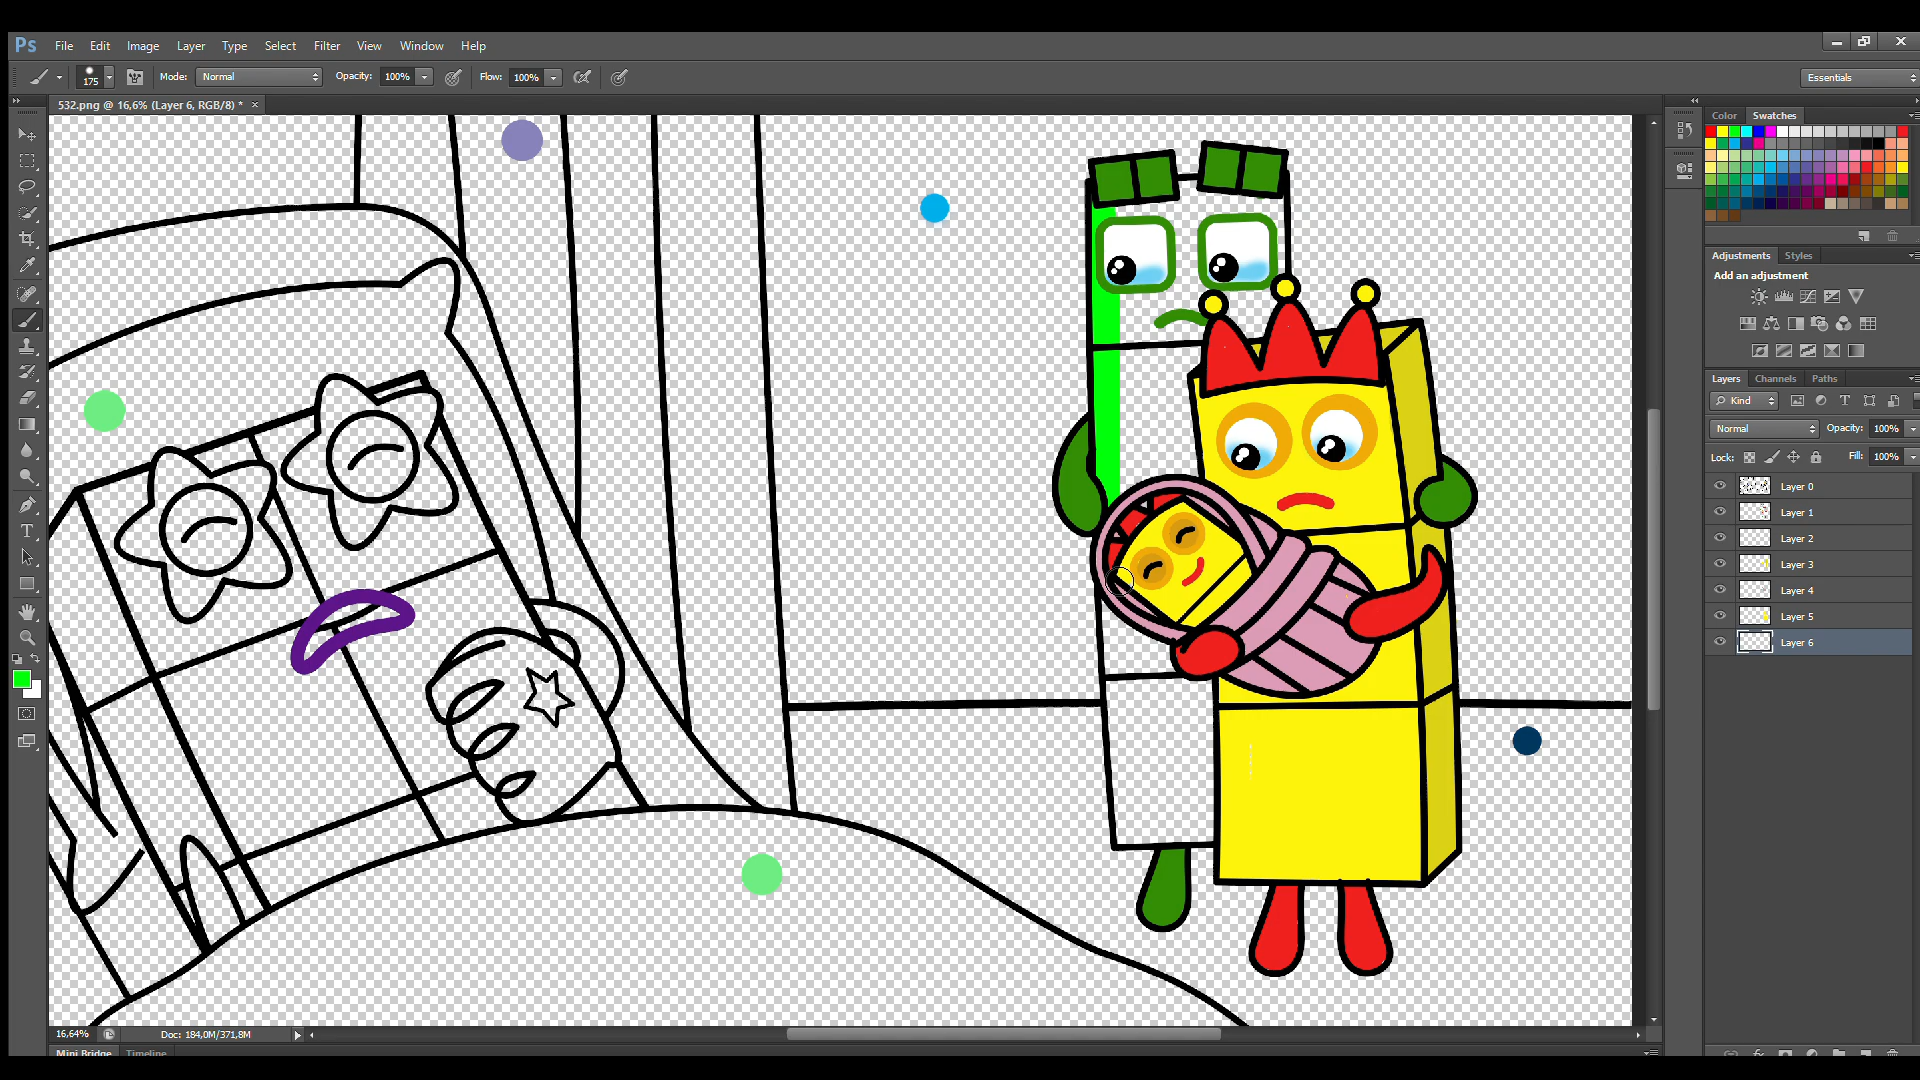 Ps File Edit Image Layer Type Select Filter View Window Help
175 Mode: Normal Opacity: 100% Flow: 100% Essentials
532.png @ 16,6% (Layer 6, RGB/8) * ×
Color Swatches
Adjustments Styles
Add an adjustment
Layers Channels Paths
Kind
Normal Opacity: 100%
Lock: Fill: 100%
Layer 0
Layer 1
Layer 2
Layer 3
Layer 4
Layer 5
Layer 6
16,64% Doc: 184,0M/371,8M
Mini Bridge Timeline